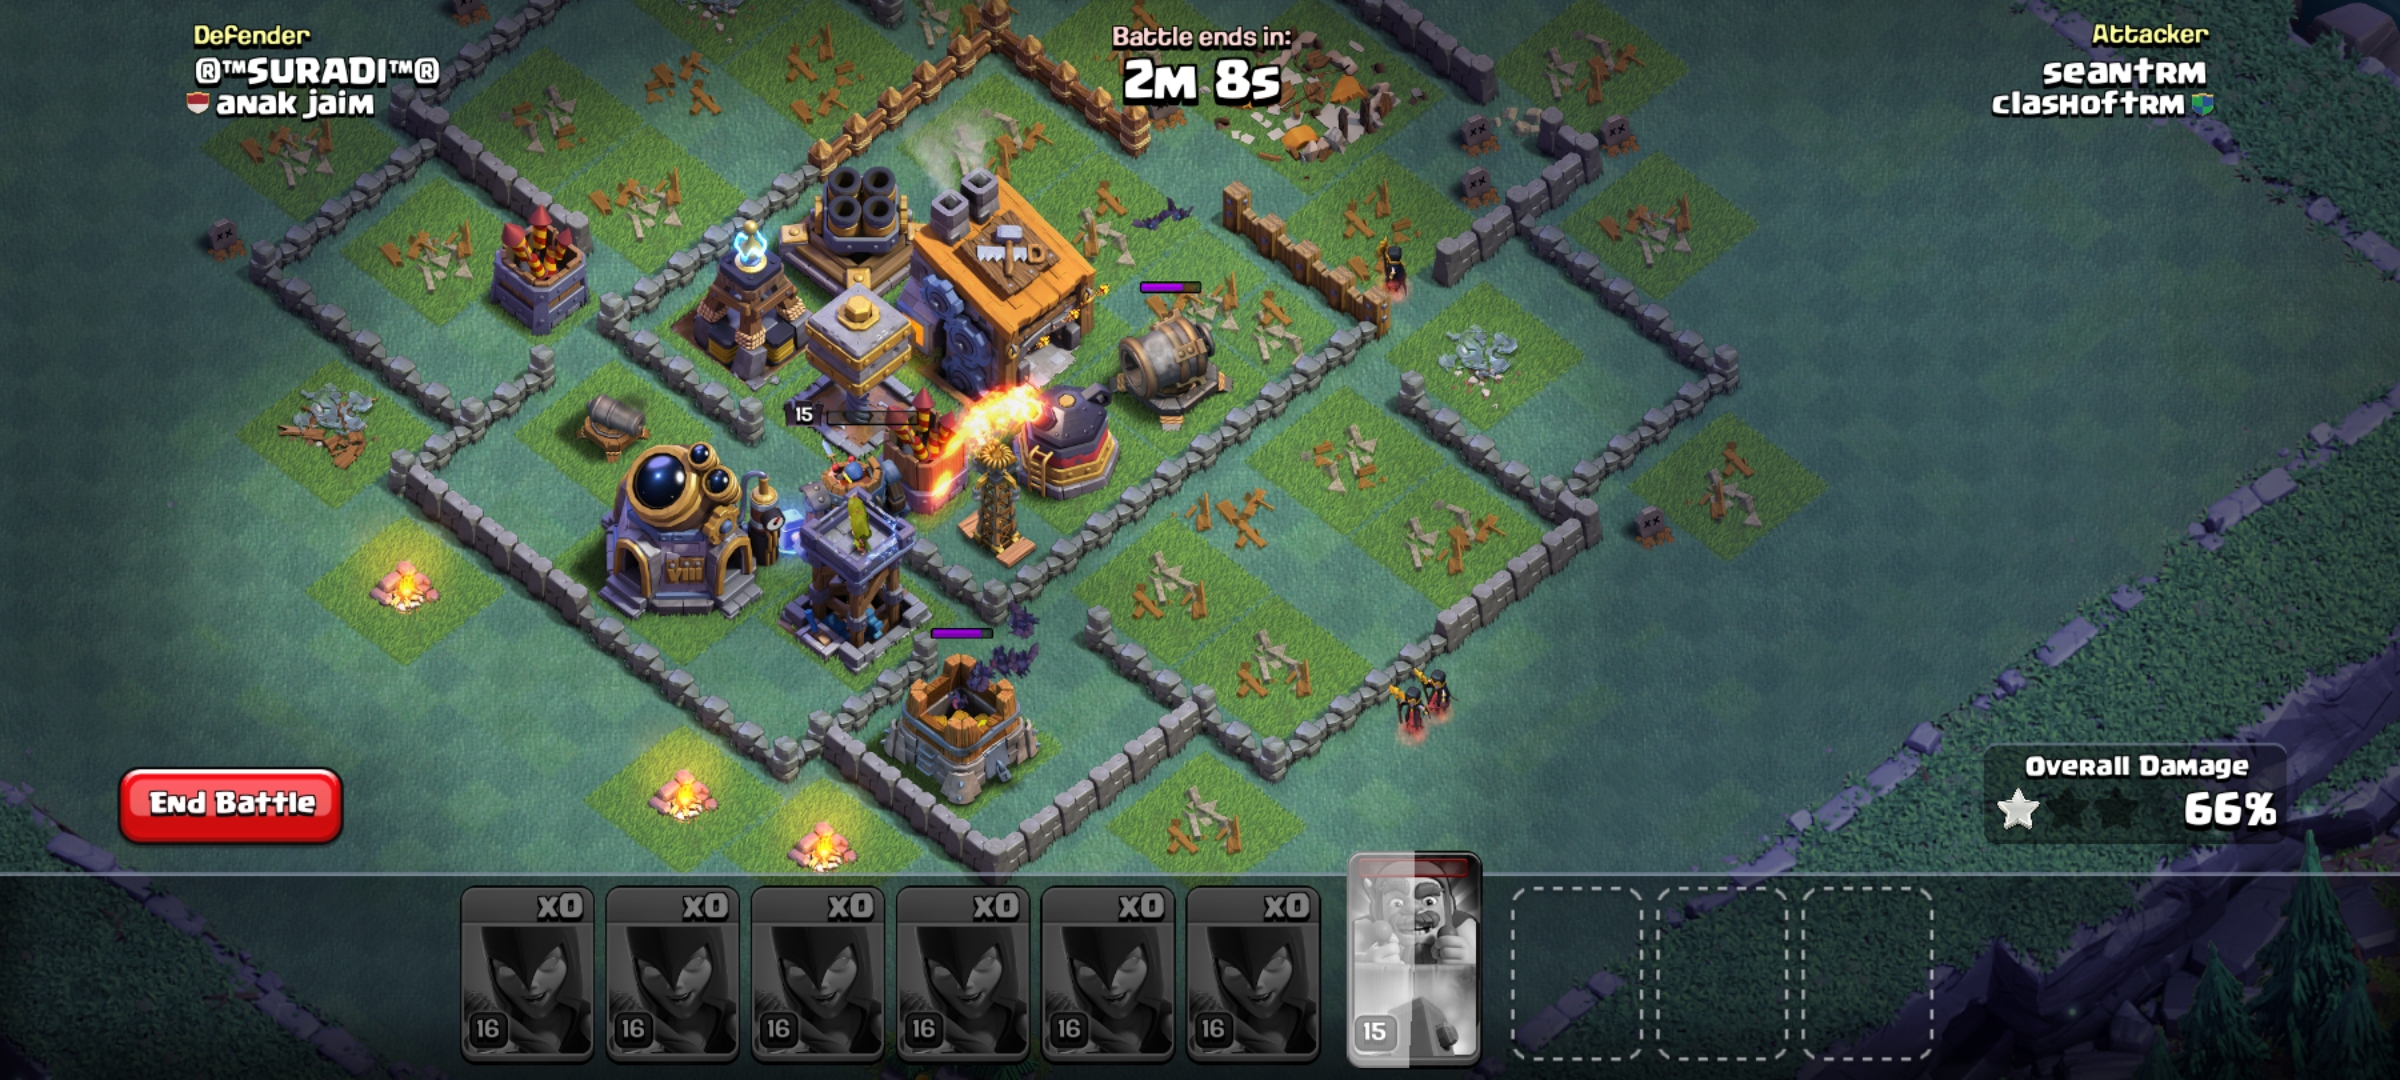 Defender
®™SURADI™®
anak jaim
Battle ends in:
2M 8s
Attacker
seantRM
clashoftRM
15
VIII
End Battle
Overall Damage
66%
x0 x0 x0 x0 x0 x0
16 16 16 16 16 16 15